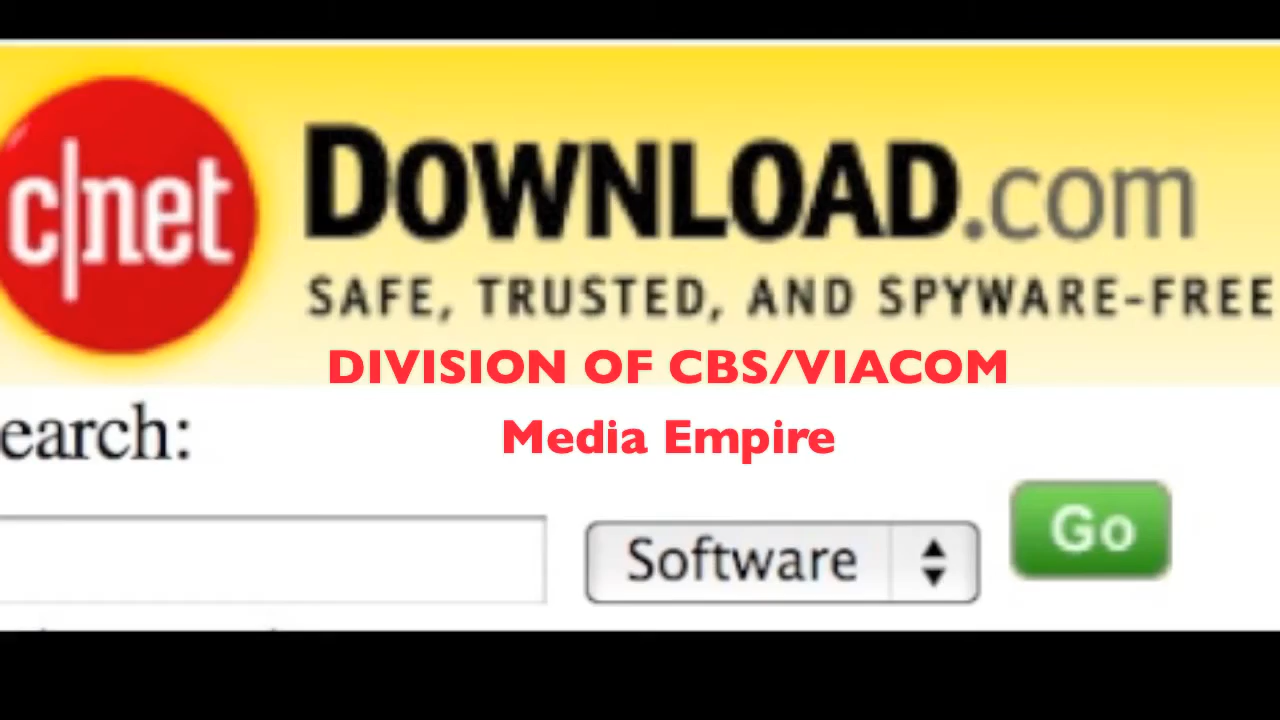 c|net
DOWNLOAD.com
SAFE, TRUSTED, AND SPYWARE-FREE
DIVISION OF CBS/VIACOM
Media Empire
earch:
Software
Go